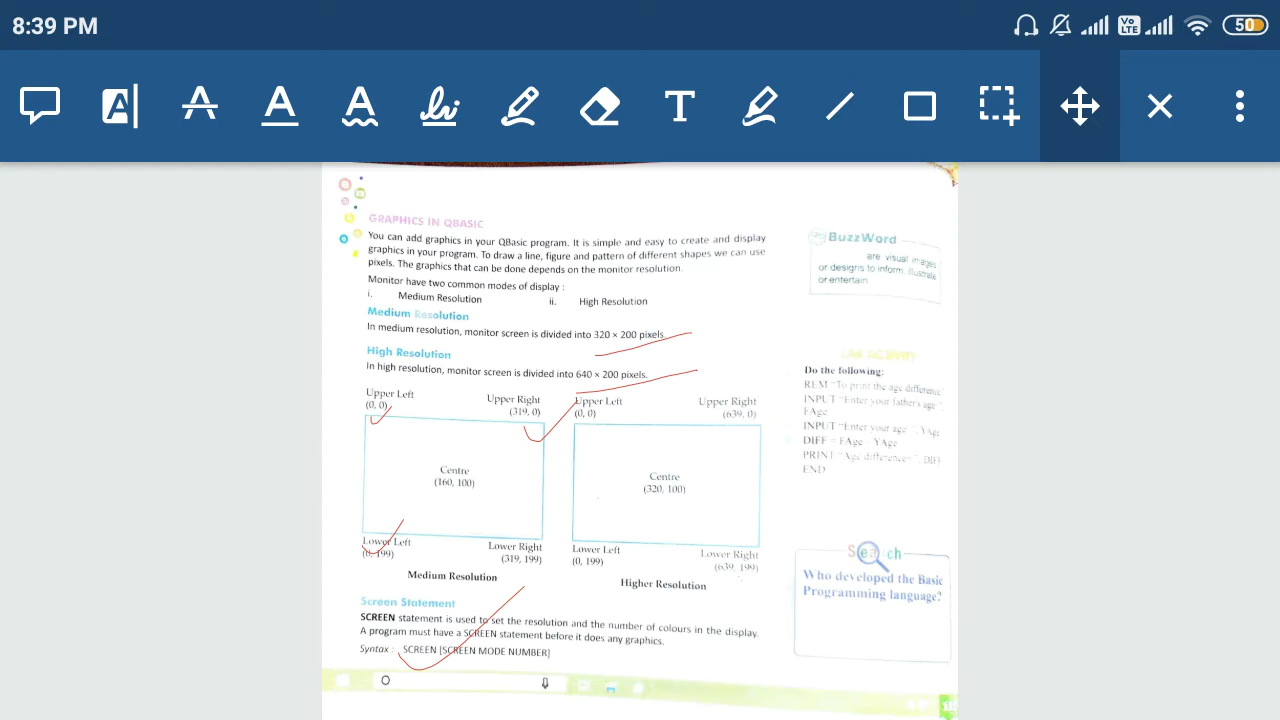 8:39 PM
Vo
LTE
50
A
A
A
A
T
GRAPHICS IN QBASIC
You can add graphics in your QBasic program. It is simple and easy to create and display
graphics in your program. To draw a line, figure and pattern of different shapes we can use
pixels. The graphics that can be done depends on the monitor resolution.
Monitor have two common modes of display :
i. Medium Resolution ii. High Resolution
Medium Resolution
In medium resolution, monitor screen is divided into 320 × 200 pixels.
High Resolution
In high resolution, monitor screen is divided into 640 × 200 pixels.
Upper Left
(0, 0)
Upper Right
(319, 0)
Centre
(160, 100)
Lower Left
(0, 199)
Lower Right
(319, 199)
Medium Resolution
Upper Left
(0, 0)
Upper Right
(639, 0)
Centre
(320, 100)
Lower Left
(0, 199)
Lower Right
(639, 199)
Higher Resolution
Screen Statement
SCREEN statement is used to set the resolution and the number of colours in the display.
A program must have a SCREEN statement before it does any graphics.
Syntax : SCREEN [SCREEN MODE NUMBER]
BuzzWord
are visual images
or designs to inform, illustrate
or entertain
LAB ACTIVITY
Do the following:
REM "To print the age difference"
INPUT "Enter your father's age ",
FAge
INPUT "Enter your age ", YAge
DIFF = FAge - YAge
PRINT "Age difference= ", DIFF
END
Search
Who developed the Basic
Programming language?